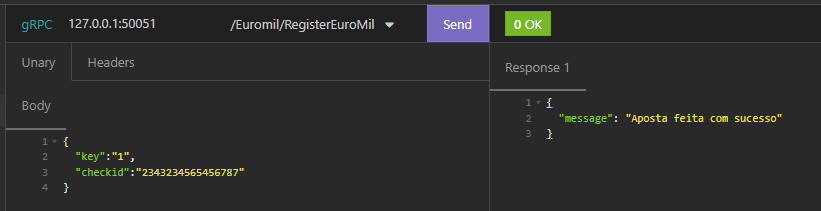 gRPC 127.0.0.1:50051 /Euromil/RegisterEuroMil Send 0 OK
Unary Headers
Response 1
Body
1 {
2 "key":"1",
3 "checkid":"2343234565456787"
4 }
1 {
2 "message": "Aposta feita com sucesso"
3 }